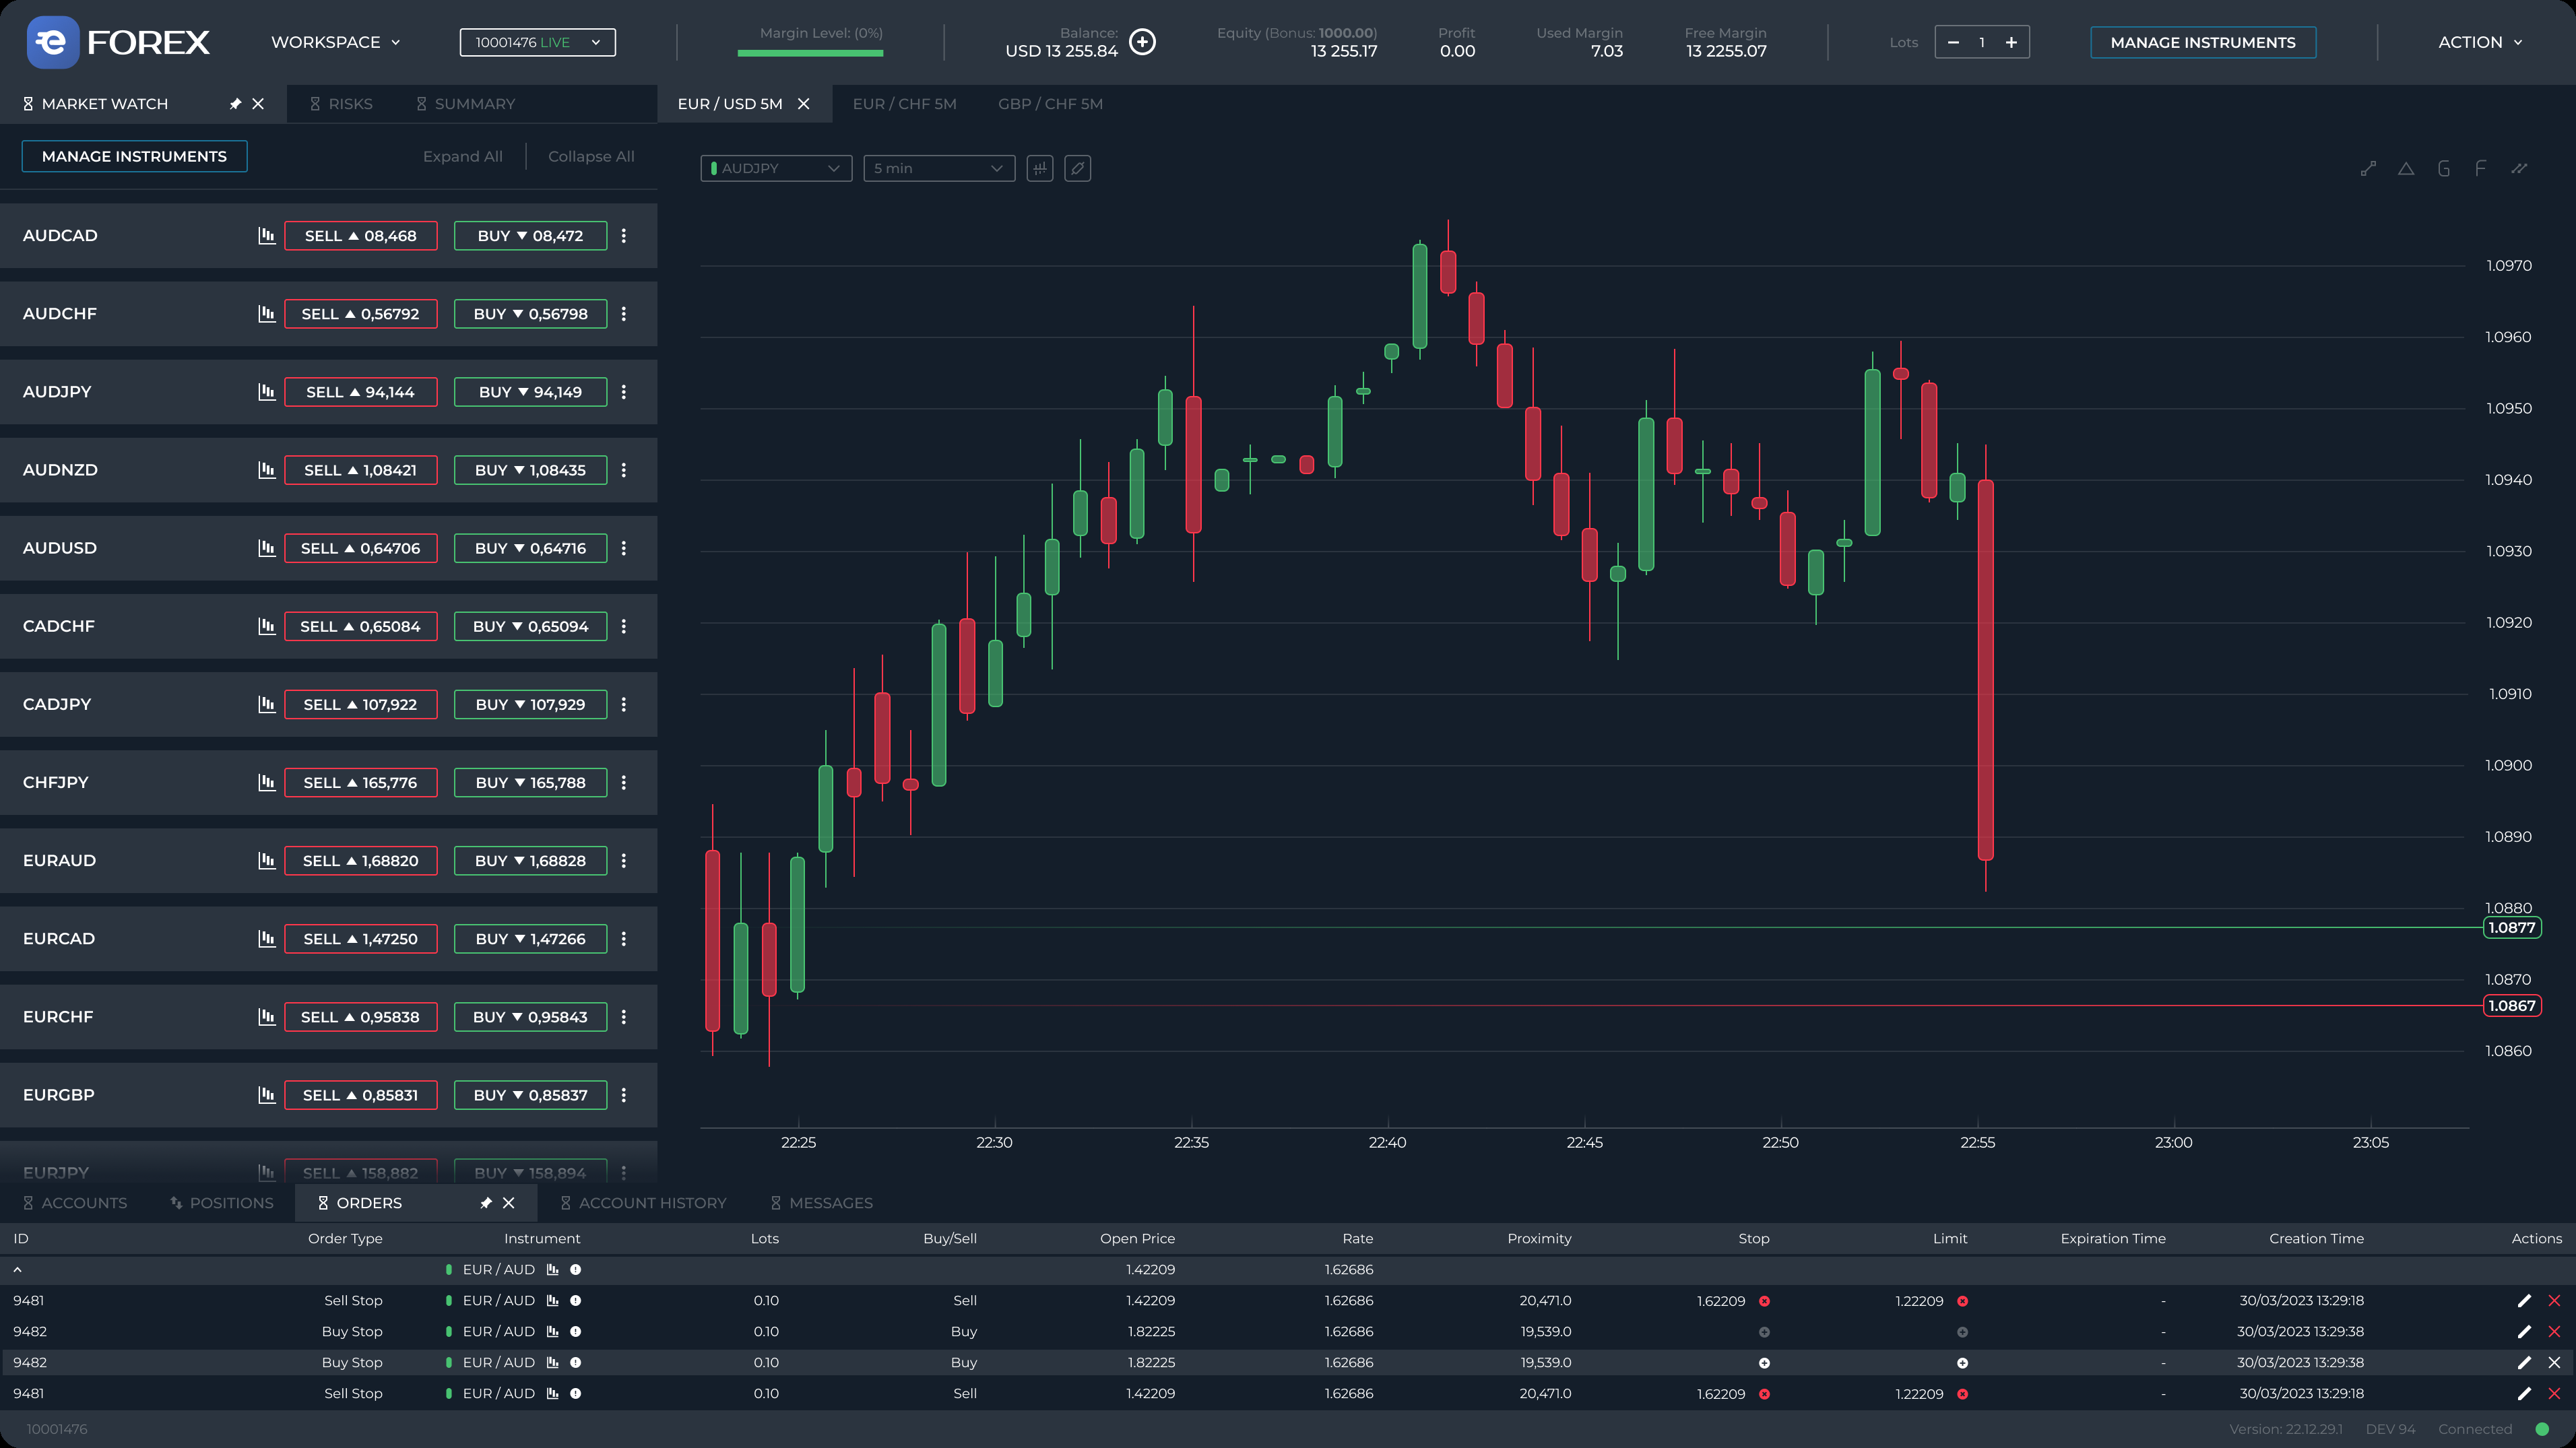 e FOREX WORKSPACE 10001476 LIVE Margin Level: (0%) Balance: USD 13 255.84 Equity (Bonus: 1000.00) 13 255.17 Profit 0.00 Used Margin 7.03 Free Margin 13 2255.07 Lots 1 MANAGE INSTRUMENTS ACTION
MARKET WATCH RISKS SUMMARY
MANAGE INSTRUMENTS Expand All Collapse All
AUDCAD SELL 08,468 BUY 08,472
AUDCHF SELL 0,56792 BUY 0,56798
AUDJPY SELL 94,144 BUY 94,149
AUDNZD SELL 1,08421 BUY 1,08435
AUDUSD SELL 0,64706 BUY 0,64716
CADCHF SELL 0,65084 BUY 0,65094
CADJPY SELL 107,922 BUY 107,929
CHFJPY SELL 165,776 BUY 165,788
EURAUD SELL 1,68820 BUY 1,68828
EURCAD SELL 1,47250 BUY 1,47266
EURCHF SELL 0,95838 BUY 0,95843
EURGBP SELL 0,85831 BUY 0,85837
EURJPY SELL 158,882 BUY 158,894
EUR / USD 5M EUR / CHF 5M GBP / CHF 5M
AUDJPY 5 min G F
1.0970
1.0960
1.0950
1.0940
1.0930
1.0920
1.0910
1.0900
1.0890
1.0880
1.0877
1.0870
1.0867
1.0860
22:25 22:30 22:35 22:40 22:45 22:50 22:55 23:00 23:05
ACCOUNTS POSITIONS ORDERS ACCOUNT HISTORY MESSAGES
ID Order Type Instrument Lots Buy/Sell Open Price Rate Proximity Stop Limit Expiration Time Creation Time Actions
EUR / AUD 1.42209 1.62686
9481 Sell Stop EUR / AUD 0.10 Sell 1.42209 1.62686 20,471.0 1.62209 1.22209 - 30/03/2023 13:29:18
9482 Buy Stop EUR / AUD 0.10 Buy 1.82225 1.62686 19,539.0 - 30/03/2023 13:29:38
9482 Buy Stop EUR / AUD 0.10 Buy 1.82225 1.62686 19,539.0 - 30/03/2023 13:29:38
9481 Sell Stop EUR / AUD 0.10 Sell 1.42209 1.62686 20,471.0 1.62209 1.22209 - 30/03/2023 13:29:18
10001476 Version: 22.12.29.1 DEV 94 Connected